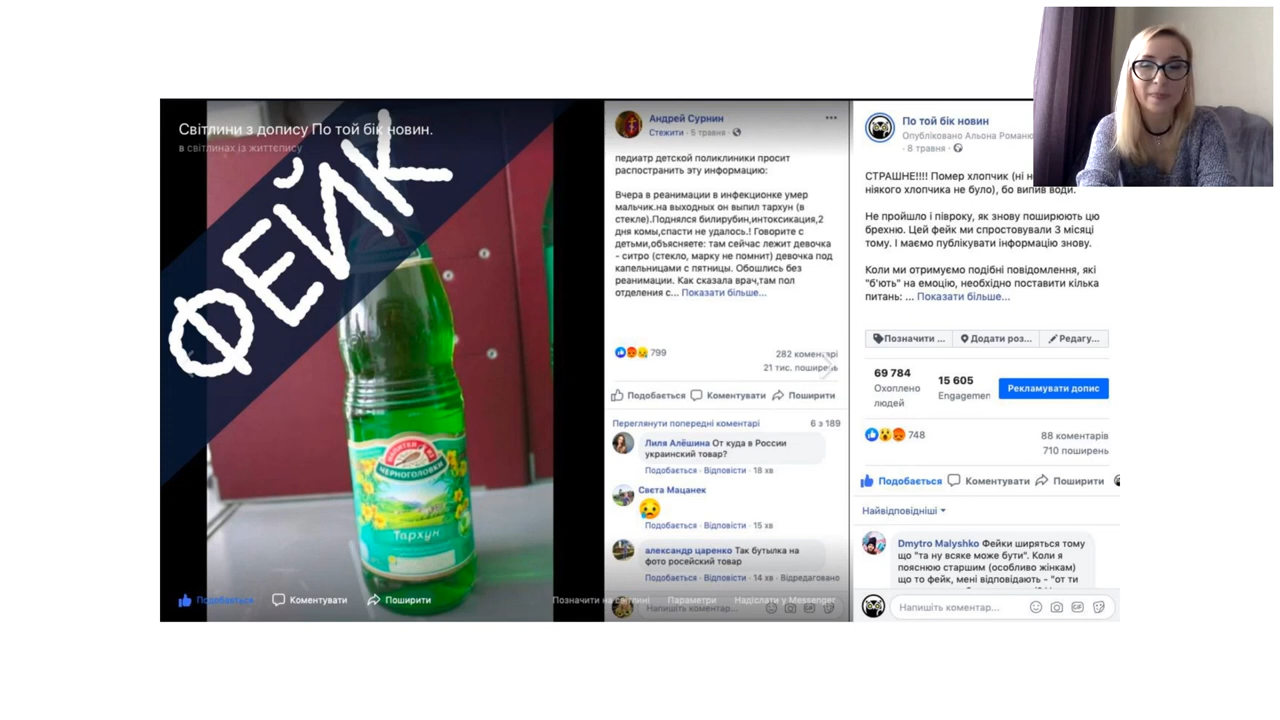 Світлини з допису По той бік новин.
в світлинах із життєпису
ФЕЙК
НАПИТКИ ИЗ
ЧЕРНОГОЛОВКИ
Тархун
Подобається Коментувати Поширити
Позначити на світлині Параметри Надіслати у Messenger
Андрей Сурнин
Стежити · 5 травня ·
педиатр детской поликлиники просит
распостранить эту информацию:
Вчера в реанимации в инфекционке умер
мальчик.на выходных он выпил тархун (в
стекле).Поднялся билирубин,интоксикация,2
дня комы,спасти не удалось.! Говорите с
детьми,объясняете: там сейчас лежит девочка
- ситро (стекло, марку не помнит) девочка под
капельницами с пятницы. Обошлись без
реанимации. Как сказала врач,там пол
отделения с... Показати більше...
799
282 коментарі
21 тис. поширень
Подобається Коментувати Поширити
Переглянути попередні коментарі 6 з 189
Лиля Алёшина От куда в России
украинский товар?
Подобається · Відповісти · 18 хв
Свєта Мацанек
Подобається · Відповісти · 15 хв
александр царенко Так бутылка на
фото росейский товар
Подобається · Відповісти · 14 хв · Відредаговано
Напишіть коментар...
По той бік новин
Опубліковано Альона Романю
· 8 травня ·
СТРАШНЕ!!!! Помер хлопчик (ні н
ніякого хлопчика не було), бо випив води.
Не пройшло і півроку, як знову поширюють цю
брехню. Цей фейк ми спростовували 3 місяці
тому. І маємо публікувати інформацію знову.
Коли ми отримуємо подібні повідомлення, які
"б'ють" на емоцію, необхідно поставити кілька
питань: ... Показати більше...
Позначити ... Додати роз... Редагу...
69 784
Охоплено
людей
15 605
Engagemen
Рекламувати допис
748
88 коментарів
710 поширень
Подобається Коментувати Поширити
Найвідповідніші
Dmytro Malyshko Фейки ширяться тому
що "та ну всяке може бути". Коли я
пояснюю старшим (особливо жінкам)
що то фейк, мені відповідають - "от ти
Напишіть коментар...